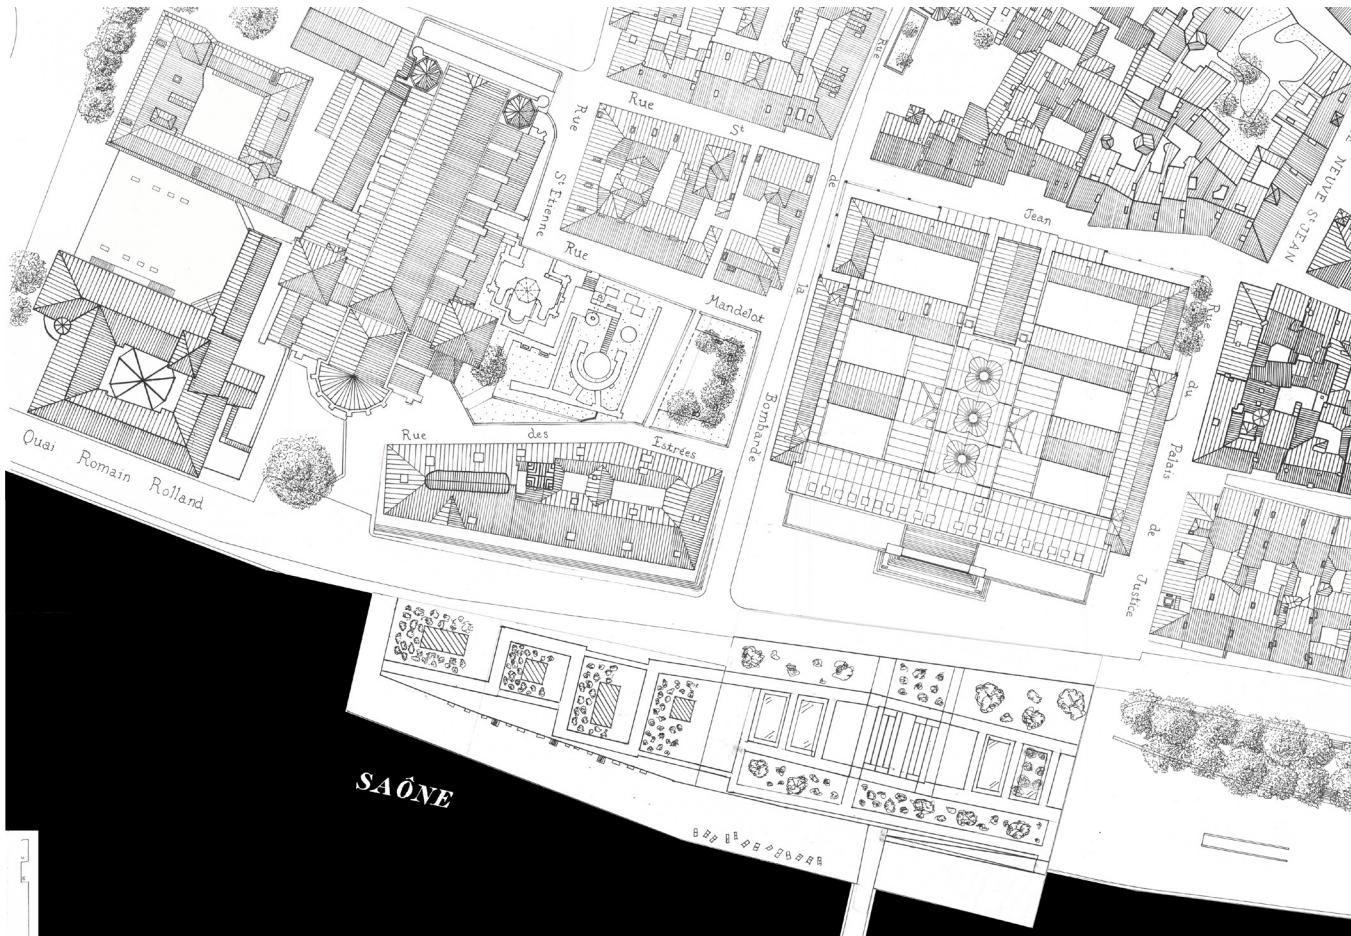 Rue
Rue
St
Rue
St Etienne
de
Jean
NEUVE St JEAN
Rue
la
Mandelot
Rue
du
Bombarde
Rue des Estrées
Palais
Quai Romain Rolland
de
Justice
SAÔNE